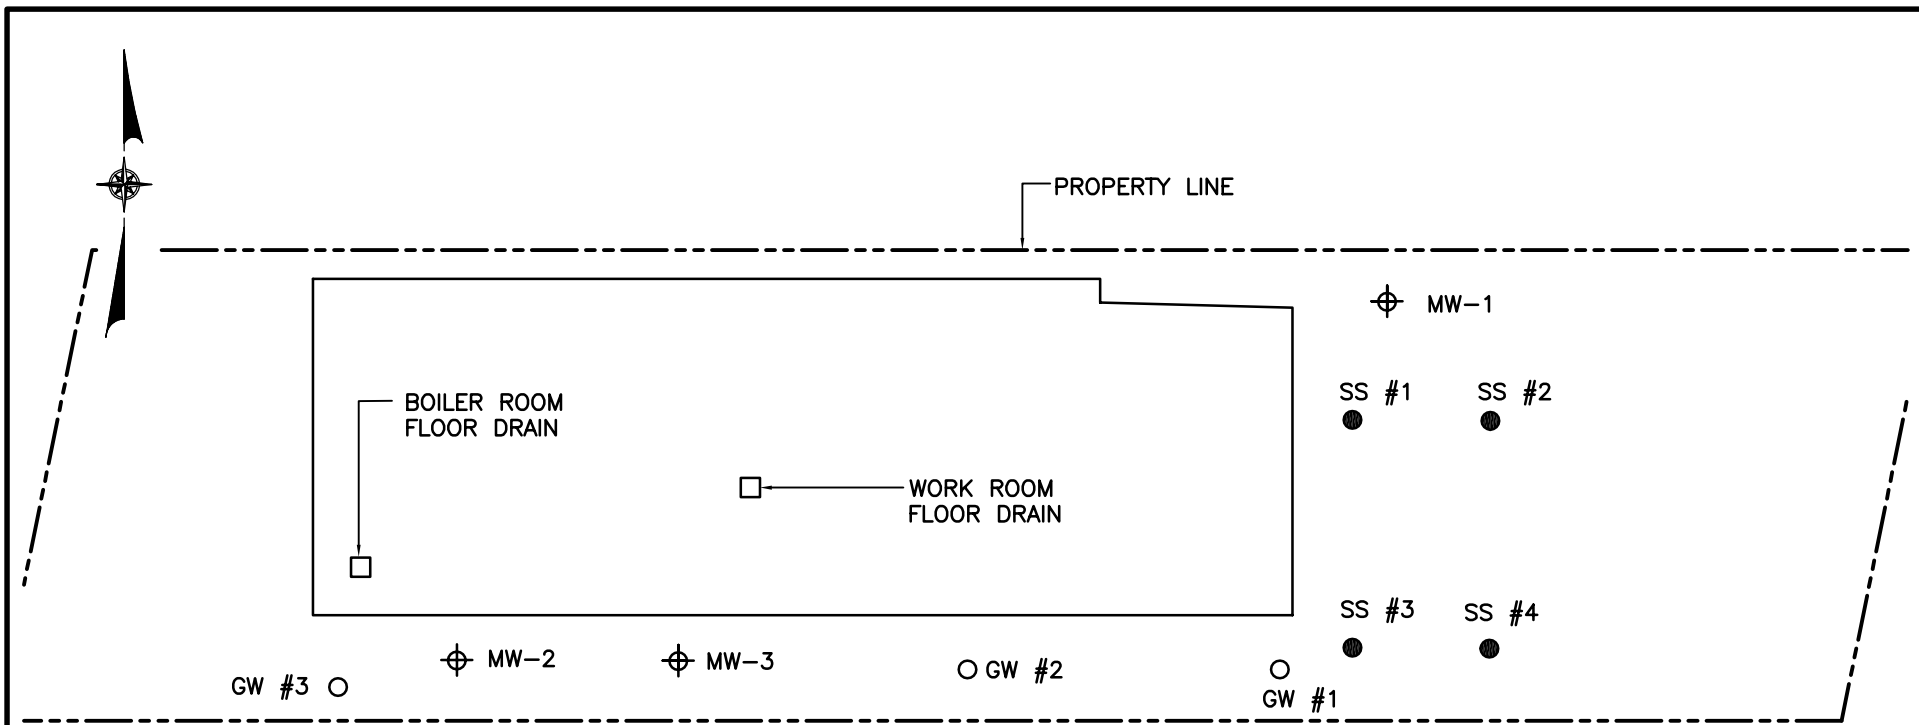 PROPERTY LINE
MW-1
SS #1
SS #2
BOILER ROOM
FLOOR DRAIN
WORK ROOM
FLOOR DRAIN
SS #3
SS #4
MW-2
MW-3
GW #2
GW #3
GW #1